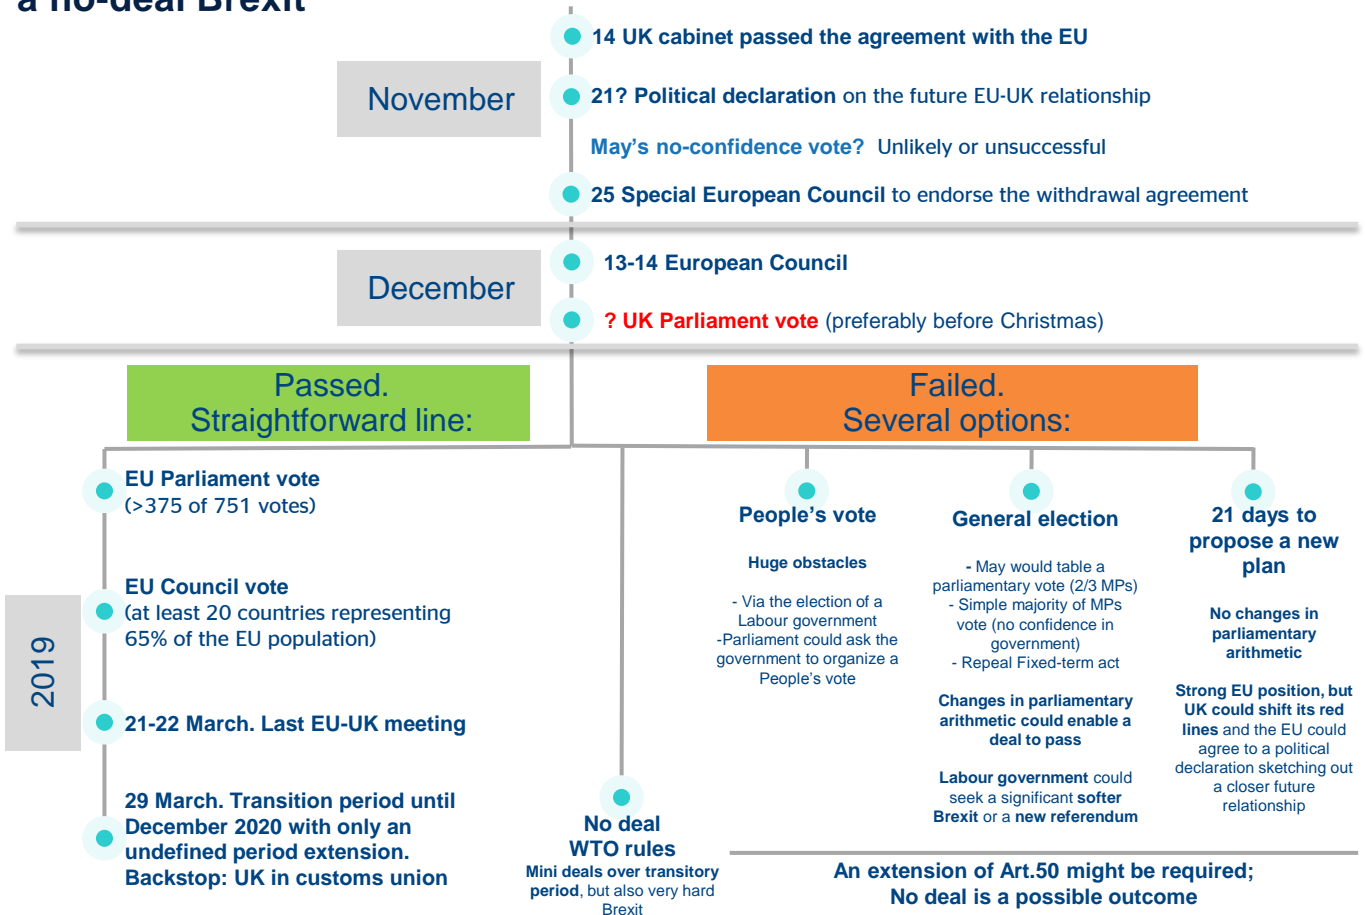 a no-deal Brexit
14 UK cabinet passed the agreement with the EU
November
21? Political declaration on the future EU-UK relationship
May's no-confidence vote? Unlikely or unsuccessful
25 Special European Council to endorse the withdrawal agreement
December
13-14 European Council
? UK Parliament vote (preferably before Christmas)
Passed.
Straightforward line:
Failed.
Several options:
2019
EU Parliament vote
(>375 of 751 votes)
EU Council vote
(at least 20 countries representing
65% of the EU population)
21-22 March. Last EU-UK meeting
29 March. Transition period until
December 2020 with only an
undefined period extension.
Backstop: UK in customs union
No deal
WTO rules
Mini deals over transitory
period, but also very hard
Brexit
People's vote
Huge obstacles
- Via the election of a
Labour government
-Parliament could ask the
government to organize a
People's vote
General election
- May would table a
parliamentary vote (2/3 MPs)
- Simple majority of MPs
vote (no confidence in
government)
- Repeal Fixed-term act
Changes in parliamentary
arithmetic could enable a
deal to pass
Labour government could
seek a significant softer
Brexit or a new referendum
21 days to
propose a new
plan
No changes in
parliamentary
arithmetic
Strong EU position, but
UK could shift its red
lines and the EU could
agree to a political
declaration sketching out
a closer future
relationship
An extension of Art.50 might be required;
No deal is a possible outcome